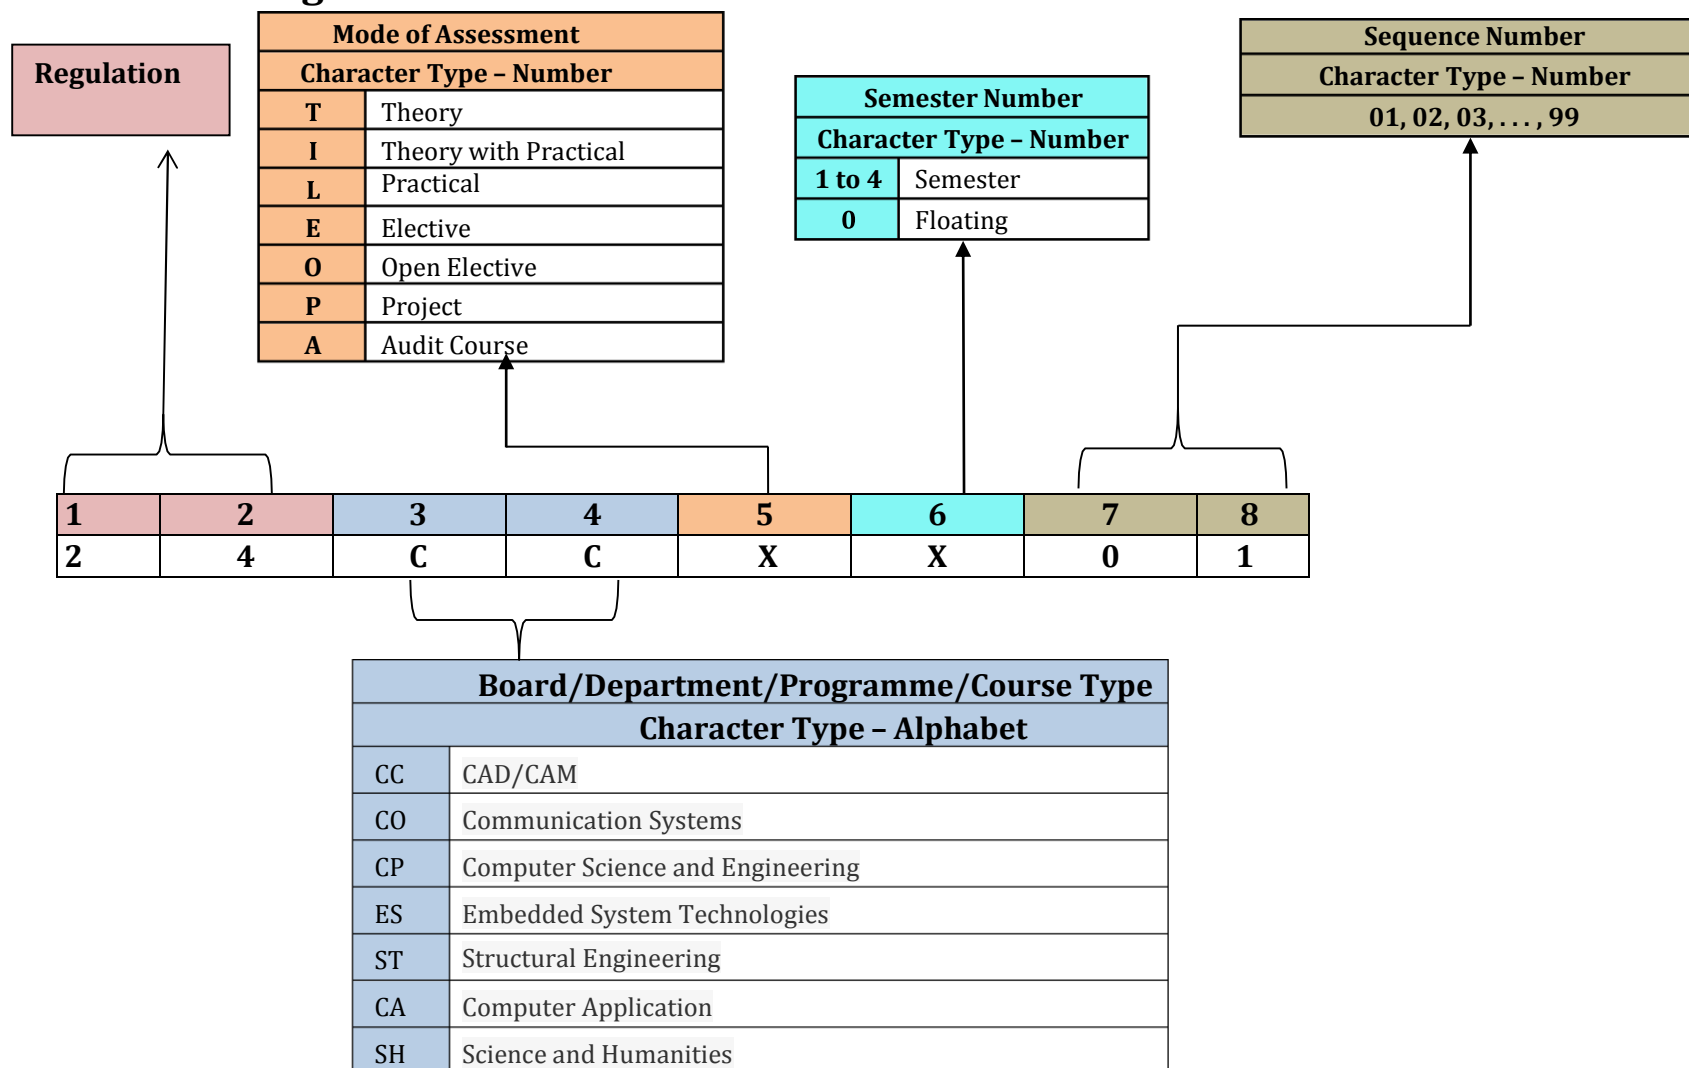 Regulation
Mode of Assessment
Character Type – Number
T Theory
I Theory with Practical
L Practical
E Elective
O Open Elective
P Project
A Audit Course
Semester Number
Character Type – Number
1 to 4 Semester
0 Floating
Sequence Number
Character Type – Number
01, 02, 03, . . . , 99
1 2 3 4 5 6 7 8
2 4 C C X X 0 1
Board/Department/Programme/Course Type
Character Type – Alphabet
CC CAD/CAM
CO Communication Systems
CP Computer Science and Engineering
ES Embedded System Technologies
ST Structural Engineering
CA Computer Application
SH Science and Humanities